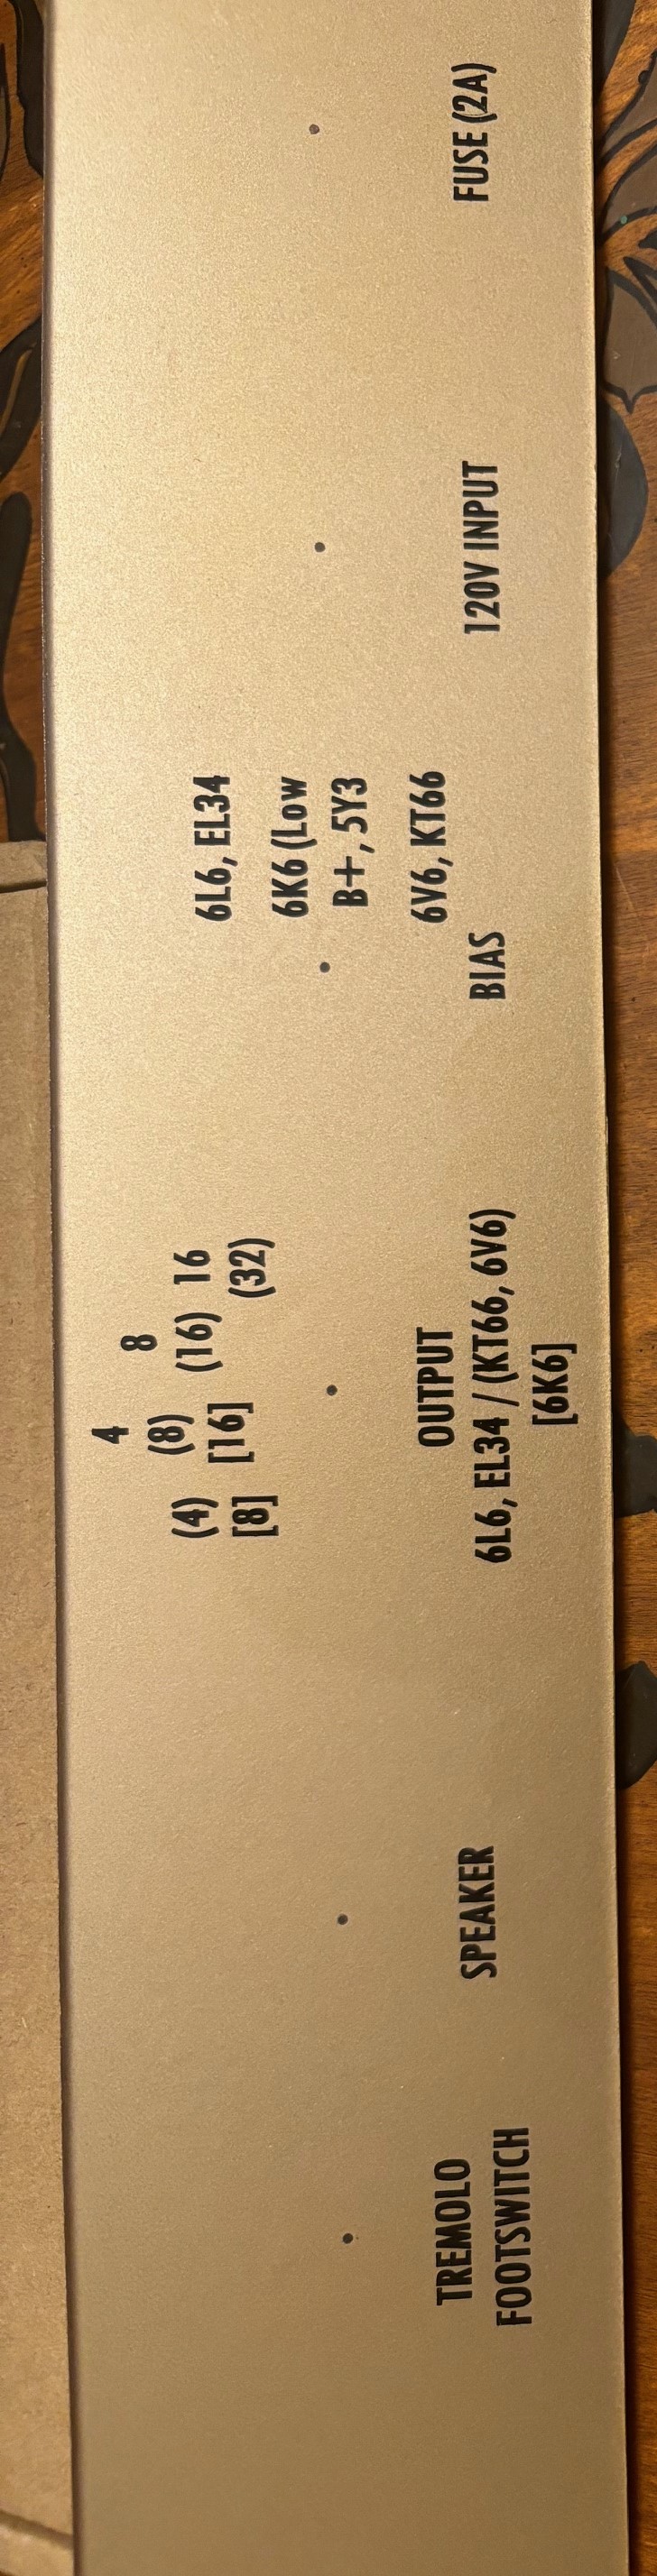 TREMOLO
FOOTSWITCH
SPEAKER
4
8
(4) (8) (16) 16
[8] [16] (32)
OUTPUT
6L6, EL34 / (KT66, 6V6)
[6K6]
6L6, EL34
6K6 (Low
B+, 5Y3
6V6, KT66
BIAS
120V INPUT
FUSE (2A)